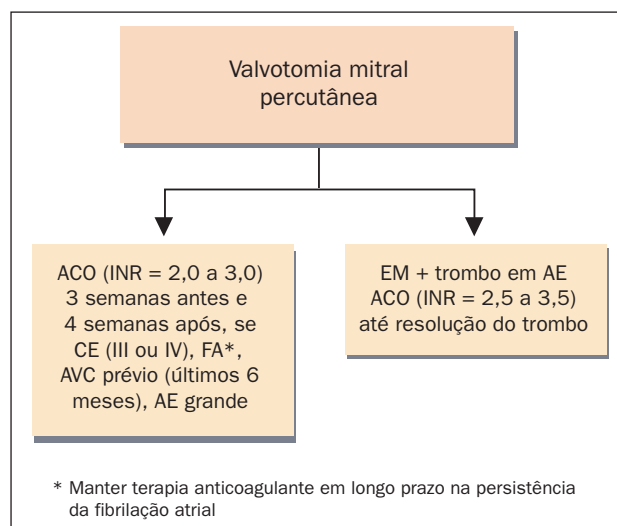 Valvotomia mitral
percutânea
ACO (INR = 2,0 a 3,0)
3 semanas antes e
4 semanas após, se
CE (III ou IV), FA*,
AVC prévio (últimos 6
meses), AE grande
EM + trombo em AE
ACO (INR = 2,5 a 3,5)
até resolução do trombo
* Manter terapia anticoagulante em longo prazo na persistência
da fibrilação atrial